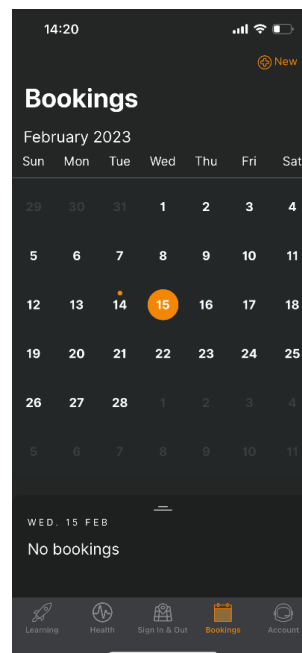 14:20
New
Bookings
February 2023
Sun Mon Tue Wed Thu Fri Sat
29 30 31 1 2 3 4
5 6 7 8 9 10 11
12 13 14 15 16 17 18
19 20 21 22 23 24 25
26 27 28 1 2 3 4
5 6 7 8 9 10 11
WED. 15 FEB
No bookings
Learning Health Sign In & Out Bookings Account